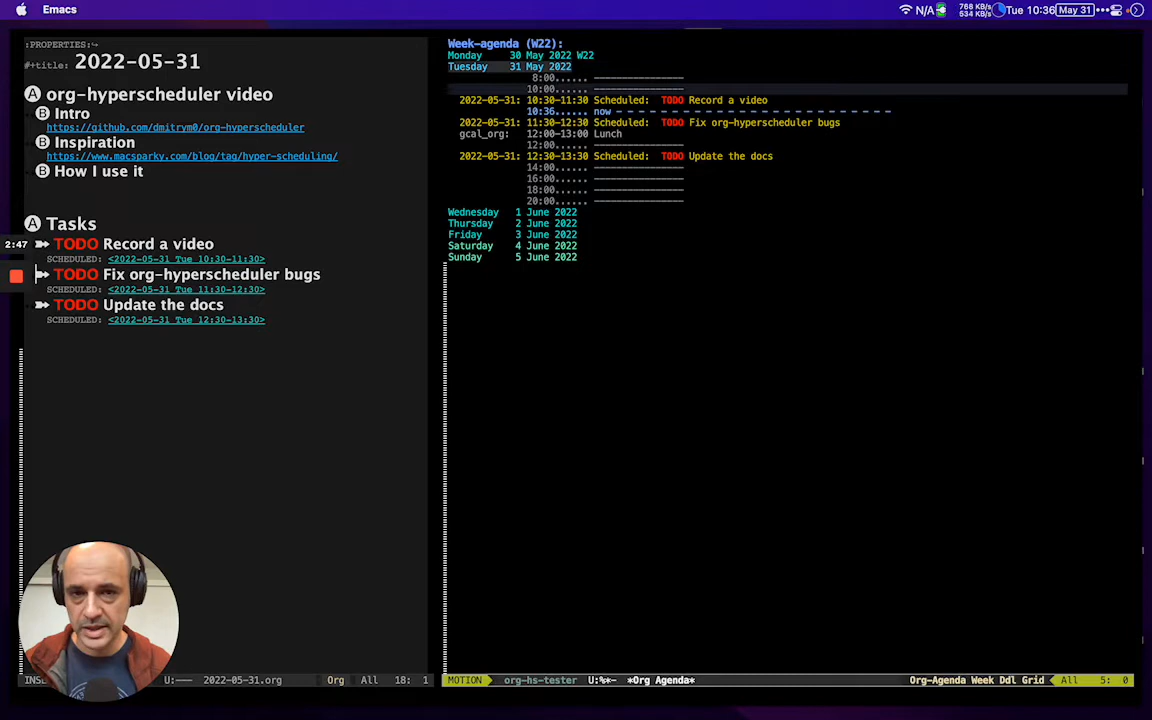 Emacs
N/A
768 KB/s
534 KB/s
Tue 10:36
May 31
:PROPERTIES:
#+title: 2022-05-31
A org-hyperscheduler video
B Intro
https://github.com/dmitrym0/org-hyperscheduler
B Inspiration
https://www.macsparky.com/blog/tag/hyper-scheduling/
B How I use it
A Tasks
2:47
TODO Record a video
SCHEDULED: <2022-05-31 Tue 10:30-11:30>
TODO Fix org-hyperscheduler bugs
SCHEDULED: <2022-05-31 Tue 11:30-12:30>
TODO Update the docs
SCHEDULED: <2022-05-31 Tue 12:30-13:30>
U:--- 2022-05-31.org Org All 18: 1
Week-agenda (W22):
Monday 30 May 2022 W22
Tuesday 31 May 2022
8:00...... ────────────────
10:00...... ────────────────
2022-05-31: 10:30-11:30 Scheduled: TODO Record a video
10:36...... now - - - - - - - - - - - - - - - - - - - - - - - - -
2022-05-31: 11:30-12:30 Scheduled: TODO Fix org-hyperscheduler bugs
gcal_org: 12:00-13:00 Lunch
12:00...... ────────────────
2022-05-31: 12:30-13:30 Scheduled: TODO Update the docs
14:00...... ────────────────
16:00...... ────────────────
18:00...... ────────────────
20:00...... ────────────────
Wednesday 1 June 2022
Thursday 2 June 2022
Friday 3 June 2022
Saturday 4 June 2022
Sunday 5 June 2022
MOTION org-hs-tester U:%*- *Org Agenda* Org-Agenda Week Ddl Grid All 5: 0